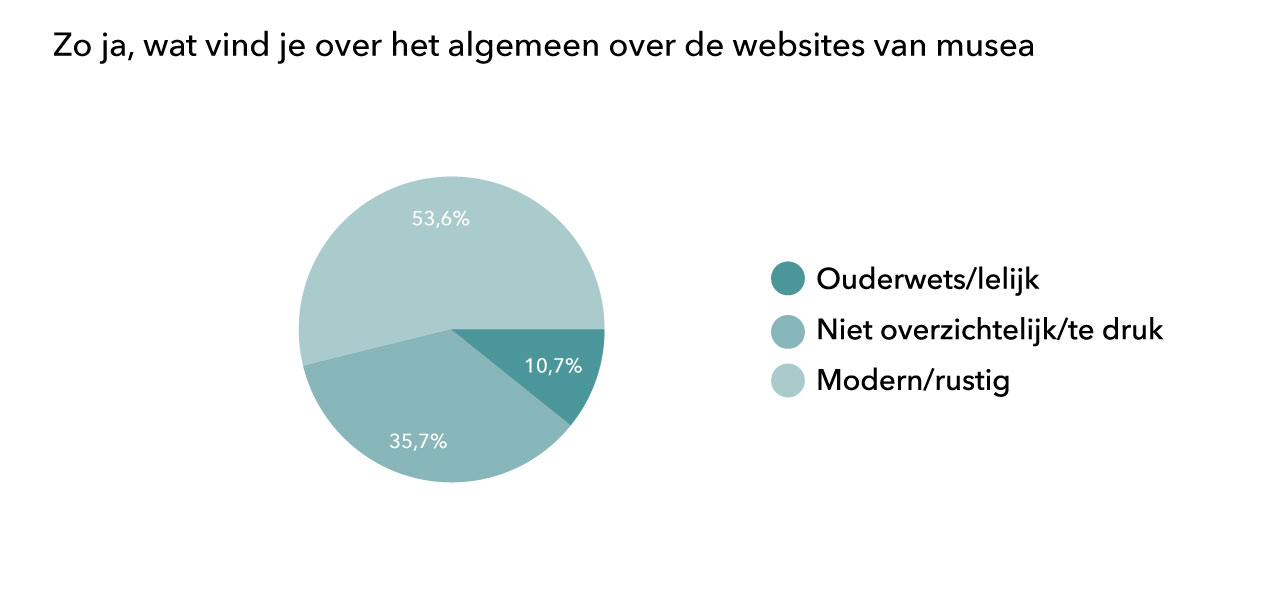 Zo ja, wat vind je over het algemeen over de websites van musea
53,6%
10,7%
35,7%
Ouderwets/lelijk
Niet overzichtelijk/te druk
Modern/rustig